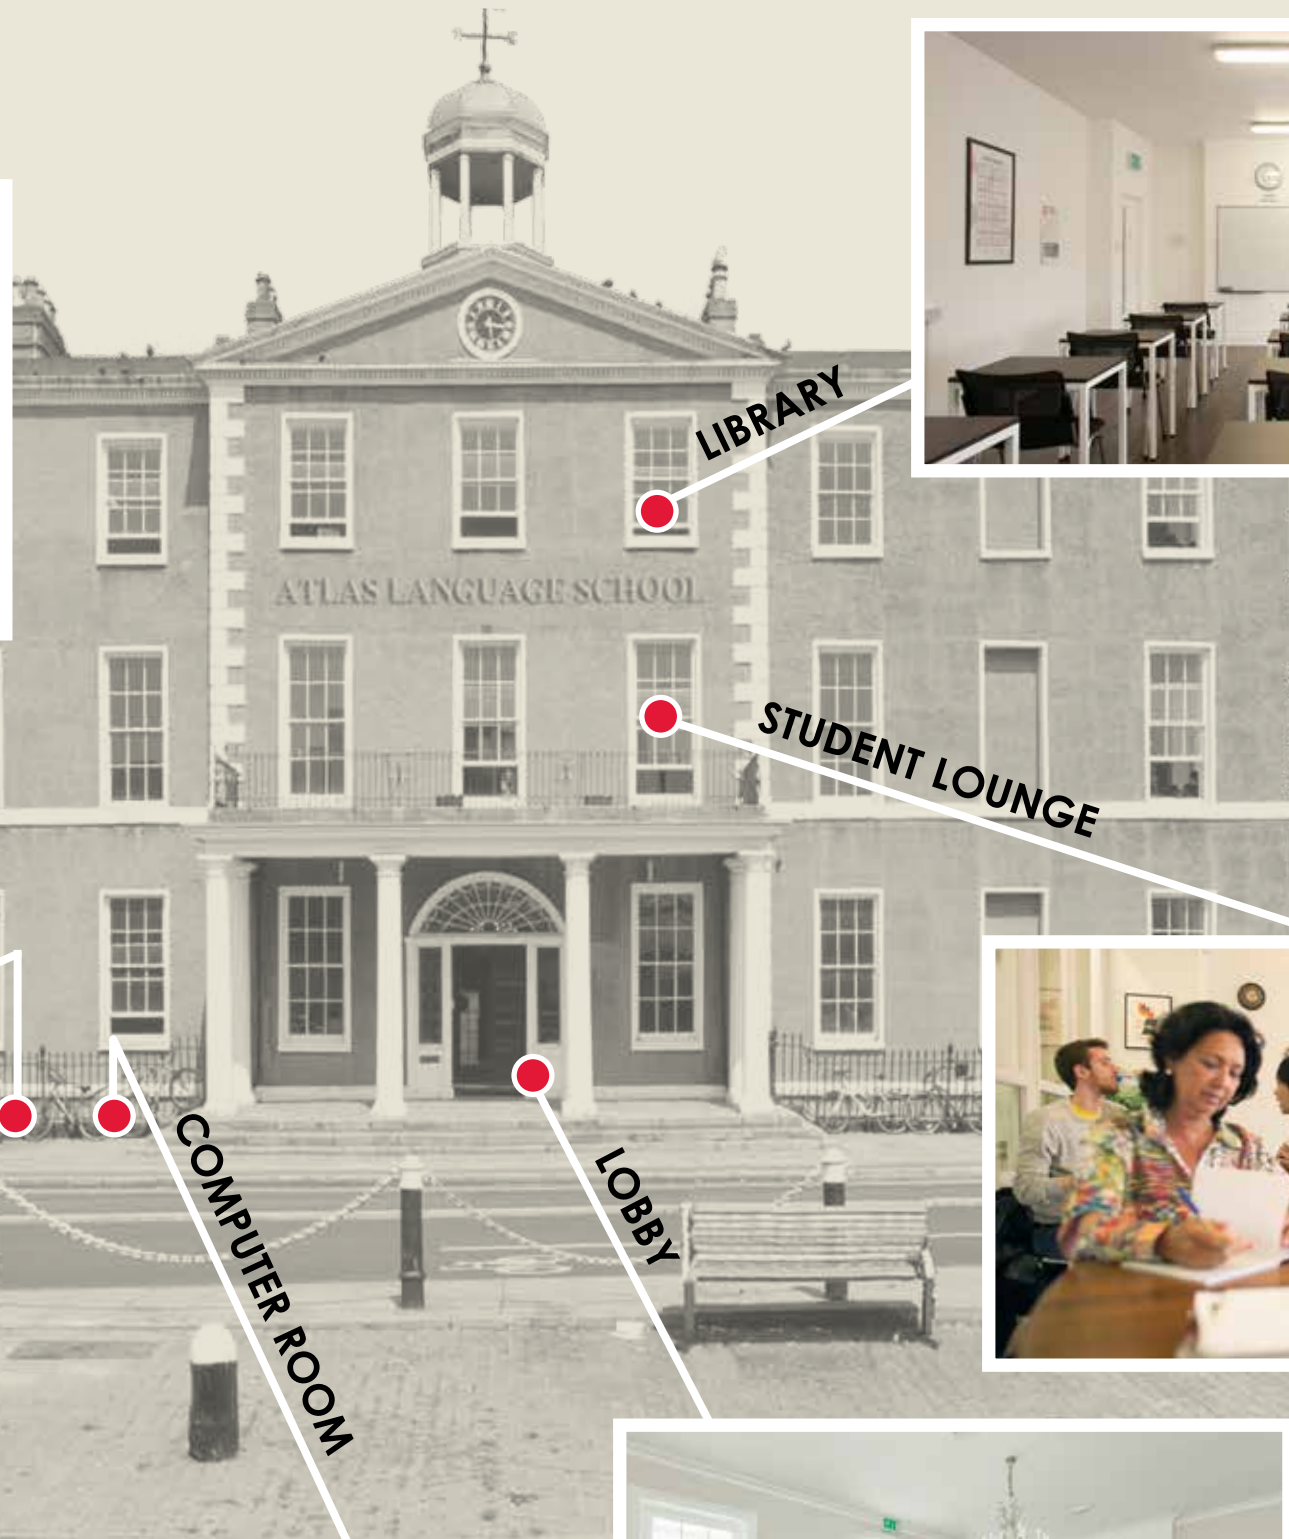 LIBRARY
ATLAS LANGUAGE SCHOOL
STUDENT LOUNGE
COMPUTER ROOM
LOBBY